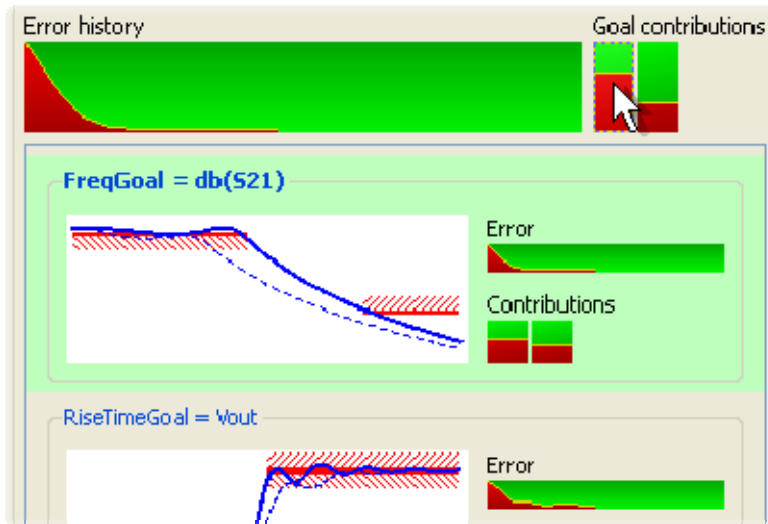 Error history
Goal contributions
FreqGoal = db(S21)
Error
Contributions
RiseTimeGoal = Vout
Error